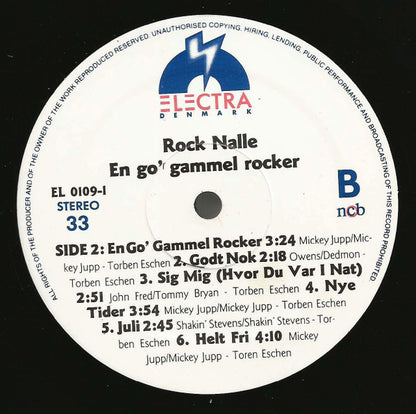 ALL RIGHTS OF THE PRODUCER AND OF THE OWNER OF THE WORK REPRODUCED RESERVED. UNAUTHORISED COPYING, HIRING, LENDING, PUBLIC PERFORMANCE AND BROADCASTING OF THIS RECORD PROHIBITED
ELECTRA
DENMARK
Rock Nalle
En go' gammel rocker
EL 0109-1
STEREO
33
B
ncb
SIDE 2: En Go' Gammel Rocker 3:24 Mickey Jupp/Mic-
key Jupp - Torben Eschen 2. Godt Nok 2:18 Owens/Dedmon-
- Torben Eschen 3. Sig Mig (Hvor Du Var I Nat)
2:51 John Fred/Tommy Bryan - Torben Eschen 4. Nye
Tider 3:54 Mickey Jupp/Mickey Jupp - Torben Eschen
5. Juli 2:45 Shakin' Stevens/Shakin' Stevens - Tor-
ben Eschen 6. Helt Fri 4:10 Mickey
Jupp/Mickey Jupp - Toren Eschen